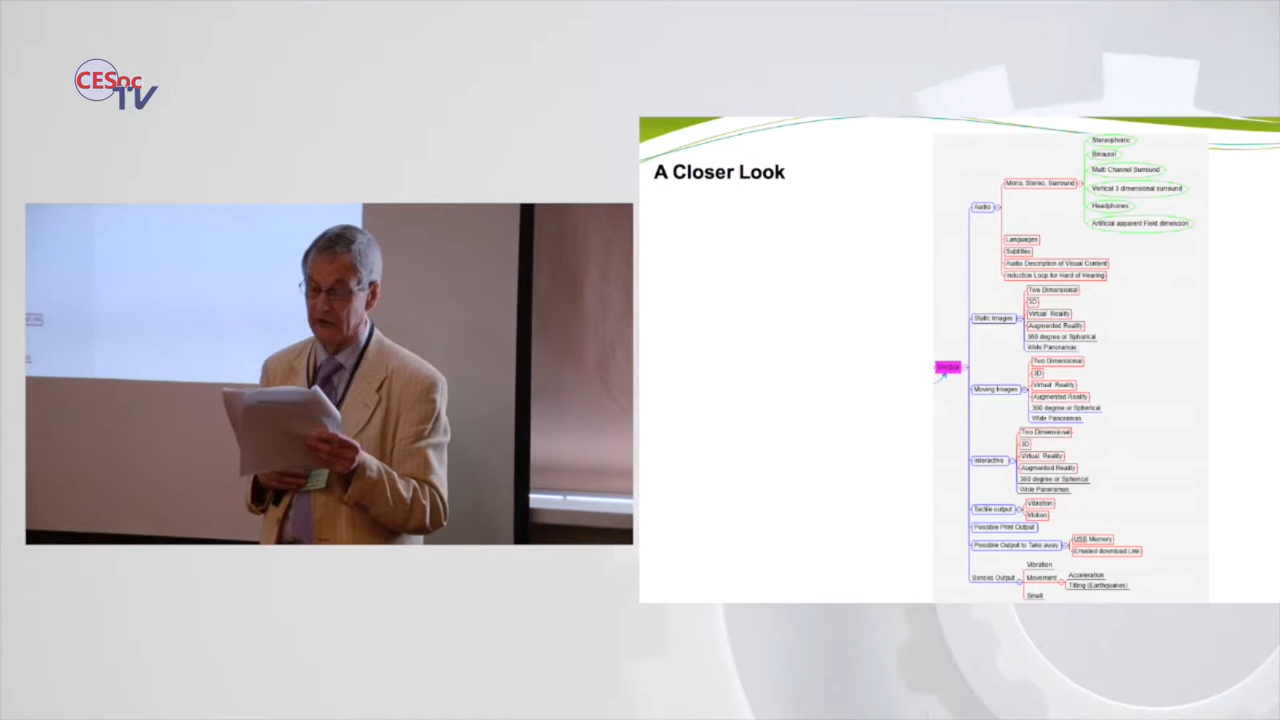 CESoc
TV
A Closer Look
Stereophonic
Binaural
Multi Channel Surround
Mono, Stereo, Surround
Vertical 3 dimensional surround
Audio
Headphones
Artificial apparent Field dimension
Languages
Subtitles
Audio Description of Visual Content
Induction Loop for Hard of Hearing
Two Dimensional
3D
Virtual Reality
Static Images
Augmented Reality
360 degree or Spherical
Wide Panoramas
Two Dimensional
3D
Virtual Reality
Moving Images
Augmented Reality
360 degree or Spherical
Wide Panoramas
Two Dimensional
3D
Virtual Reality
Interactive
Augmented Reality
360 degree or Spherical
Wide Panoramas
Vibration
Tactile output
Motion
Possible Print Output
USB Memory
Possible Output to Take away
Emailed download Link
Vibration
Senses Output
Movement
Acceleration
Tilting (Earthquakes)
Smell